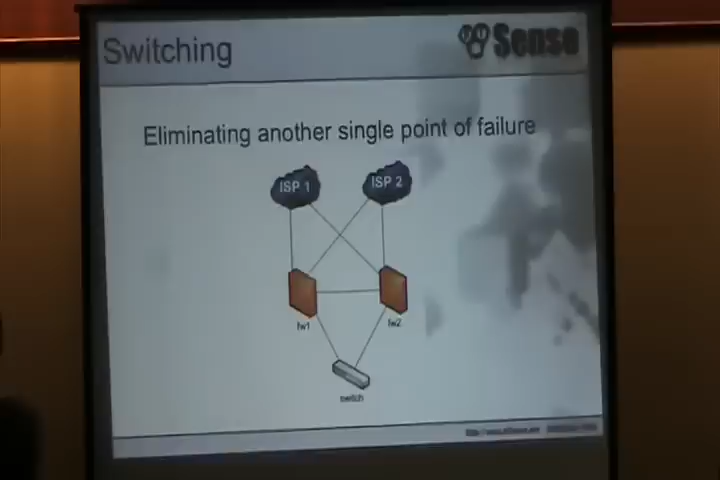 Switching
Sense
Eliminating another single point of failure
ISP 1
ISP 2
fw1
fw2
switch